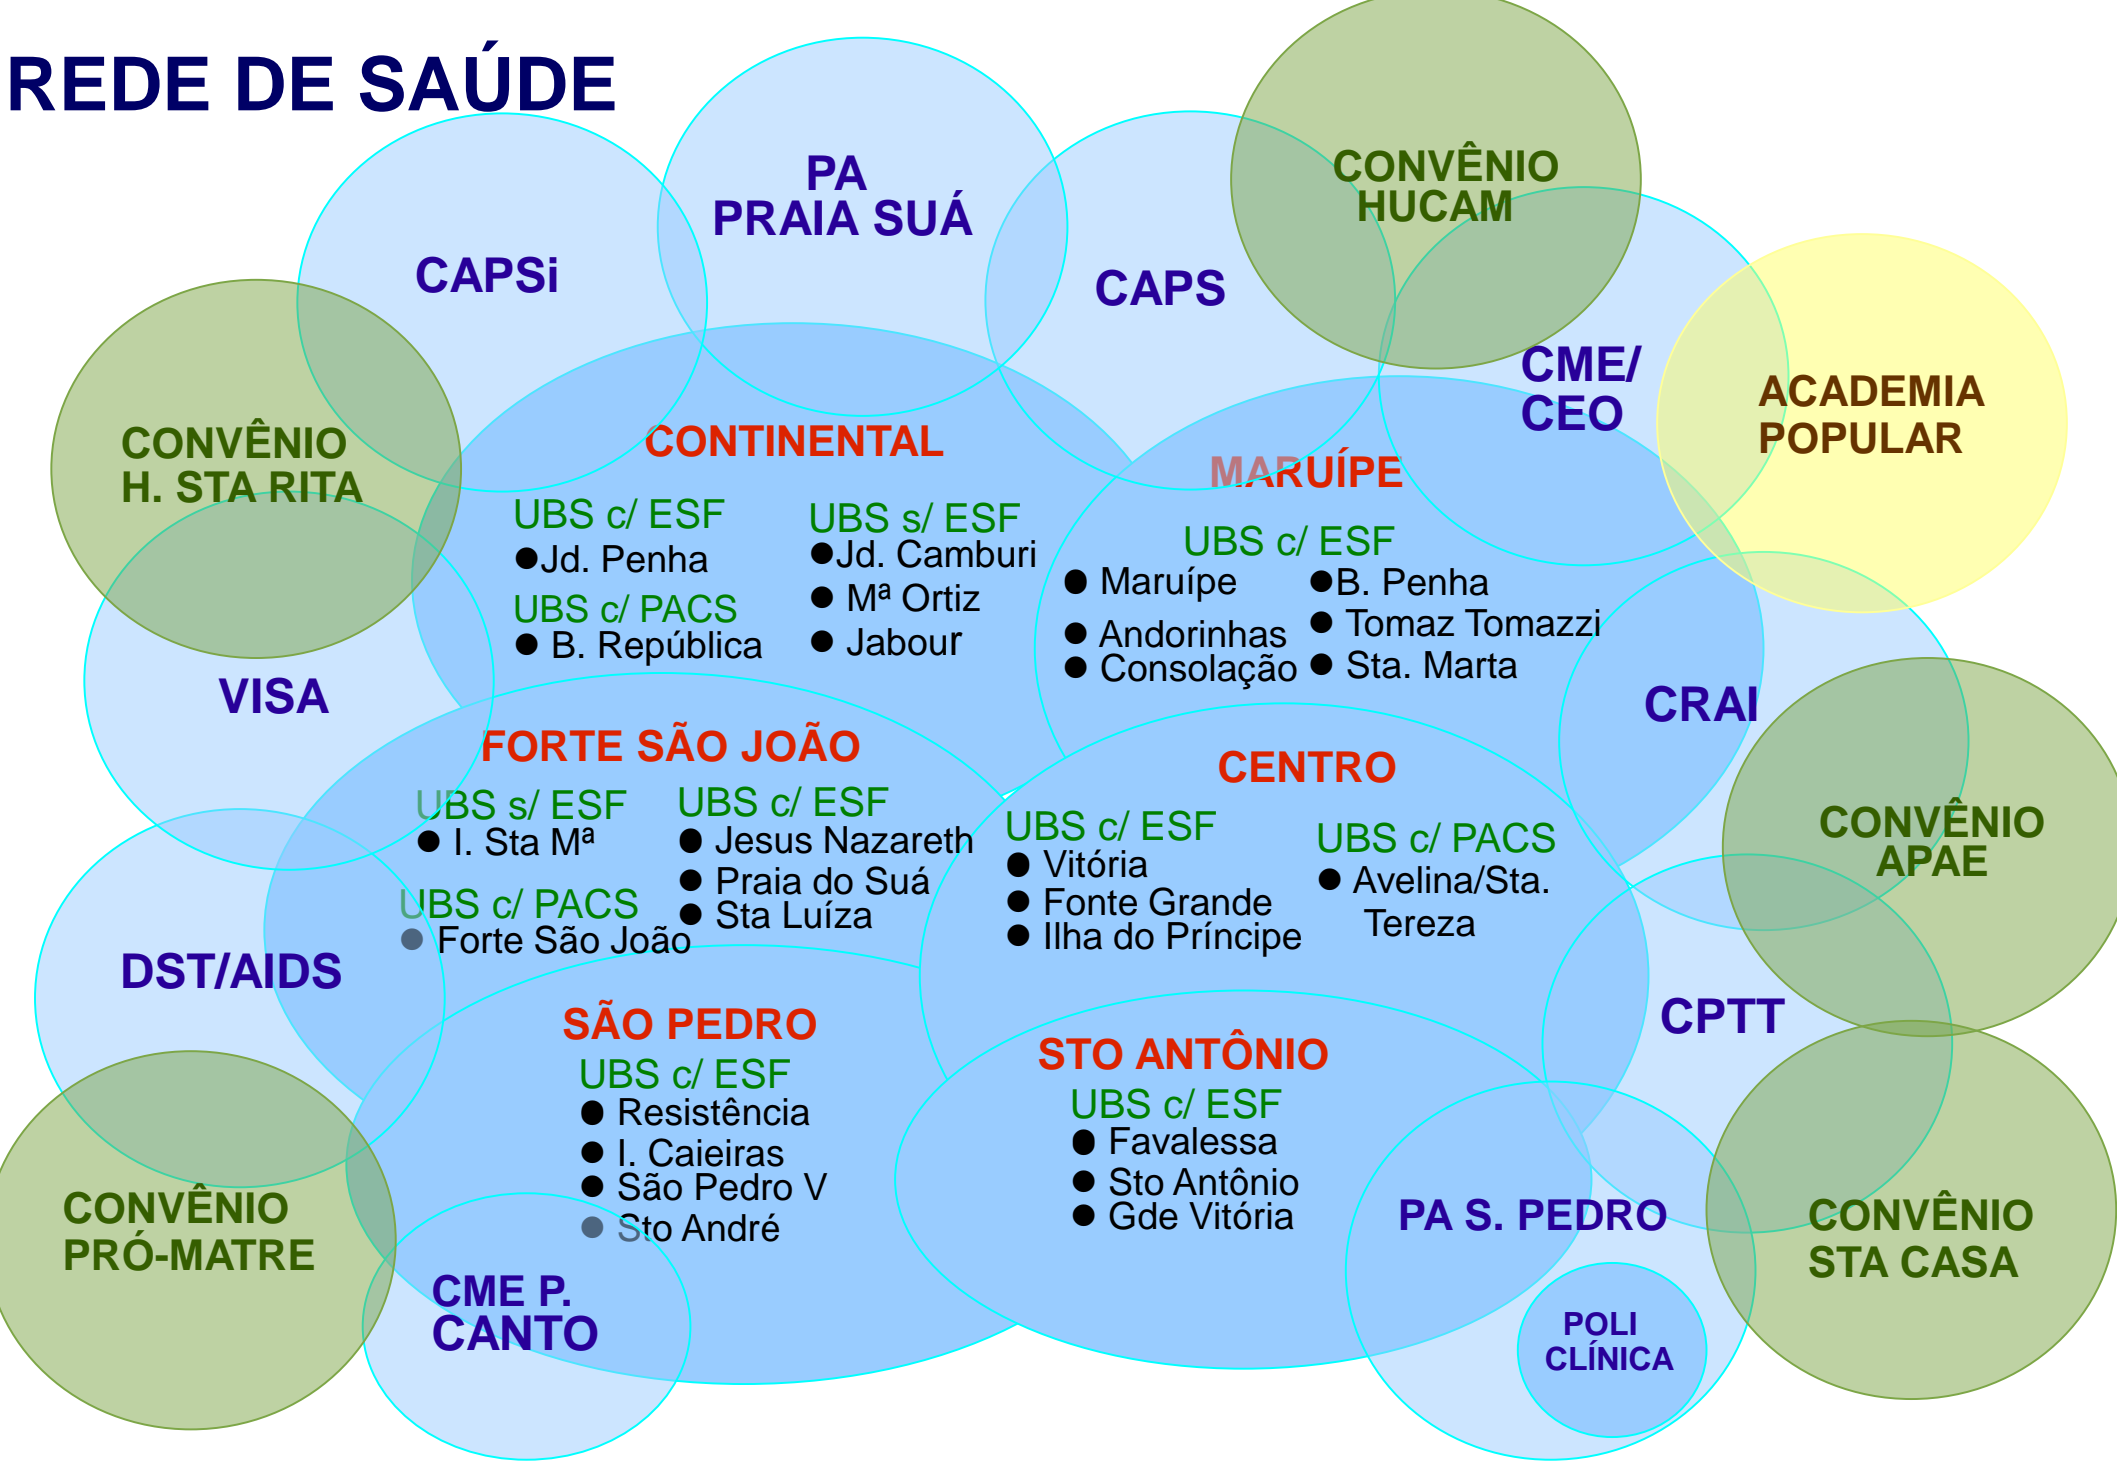 REDE DE SAÚDE
PA
PRAIA SUÁ
CAPSi
CAPS
CONVÊNIO
HUCAM
CME/
CEO
ACADEMIA
POPULAR
CONVÊNIO
H. STA RITA
CONTINENTAL
UBS c/ ESF
●Jd. Penha
UBS c/ PACS
● B. República
UBS s/ ESF
●Jd. Camburi
● Mª Ortiz
● Jabour
MARUÍPE
UBS c/ ESF
● Maruípe
● Andorinhas
● Consolação
●B. Penha
● Tomaz Tomazzi
● Sta. Marta
VISA
CRAI
FORTE SÃO JOÃO
UBS s/ ESF
● I. Sta Mª
UBS c/ PACS
● Forte São João
UBS c/ ESF
● Jesus Nazareth
● Praia do Suá
● Sta Luíza
CENTRO
UBS c/ ESF
● Vitória
● Fonte Grande
● Ilha do Príncipe
UBS c/ PACS
● Avelina/Sta.
Tereza
CONVÊNIO
APAE
DST/AIDS
CPTT
SÃO PEDRO
UBS c/ ESF
● Resistência
● I. Caieiras
● São Pedro V
● Sto André
STO ANTÔNIO
UBS c/ ESF
● Favalessa
● Sto Antônio
● Gde Vitória
CONVÊNIO
PRÓ-MATRE
CME P.
CANTO
PA S. PEDRO
POLI
CLÍNICA
CONVÊNIO
STA CASA